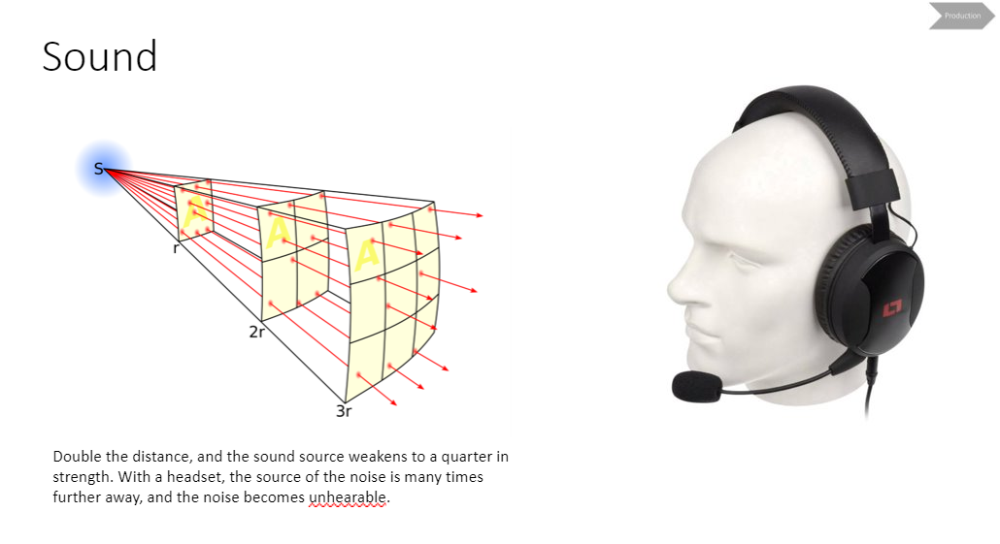 Production
Sound
S
A
A
A
r
2r
3r
Double the distance, and the sound source weakens to a quarter in
strength. With a headset, the source of the noise is many times
further away, and the noise becomes unhearable.